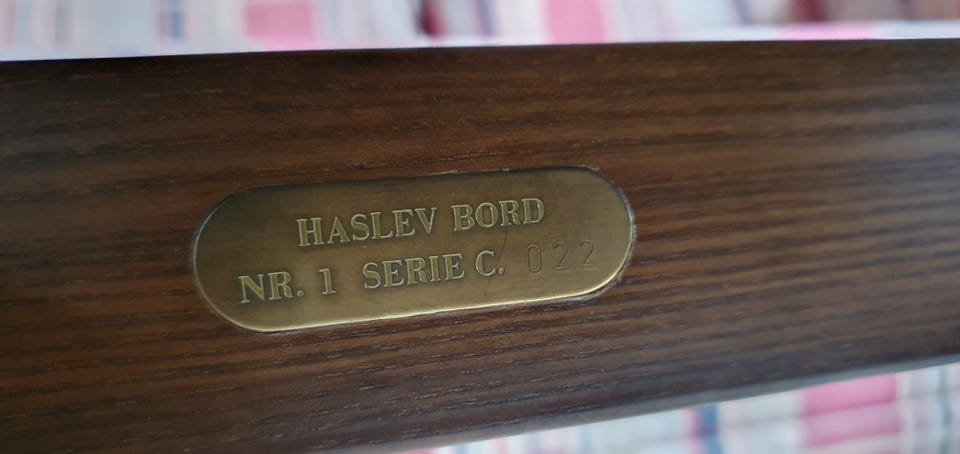 HASLEV BORD
NR. 1 SERIE C. 022